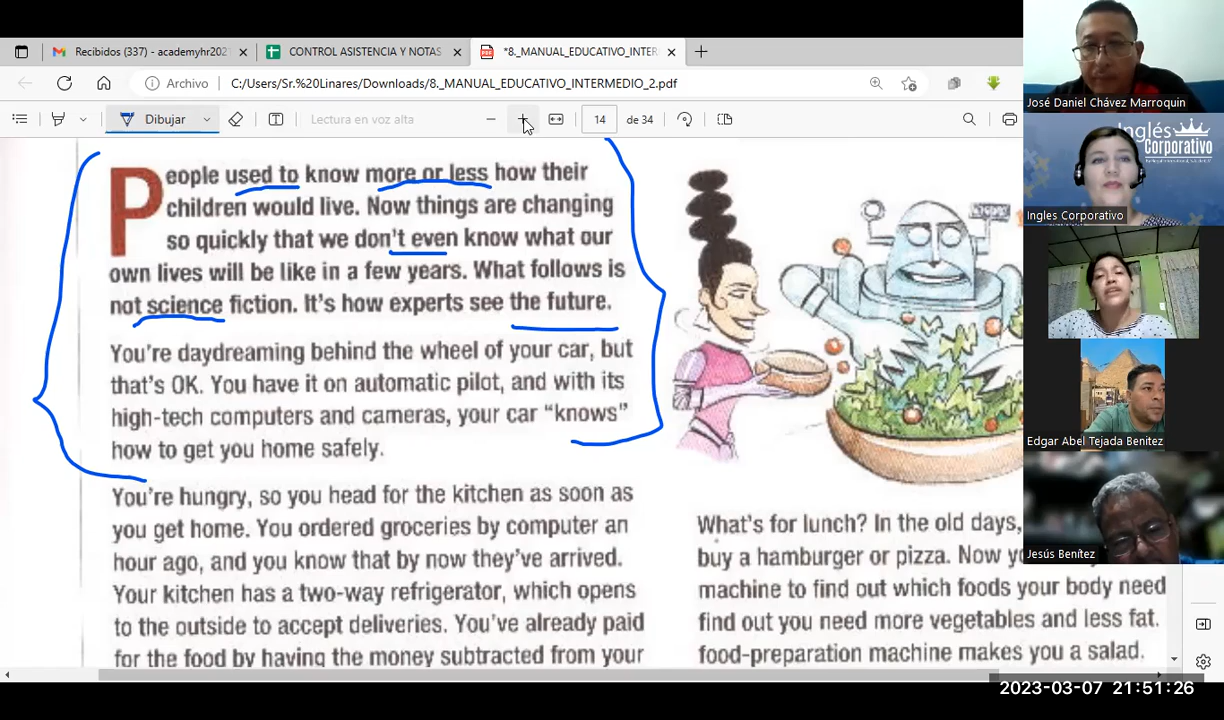 Recibidos (337) - academyhr202
CONTROL ASISTENCIA Y NOTAS
*8._MANUAL_EDUCATIVO_INTER
Archivo
C:/Users/Sr.%20Linares/Downloads/8._MANUAL_EDUCATIVO_INTERMEDIO_2.pdf
Dibujar
Lectura en voz alta
14
de 34
People used to know more or less how their
children would live. Now things are changing
so quickly that we don't even know what our
own lives will be like in a few years. What follows is
not science fiction. It's how experts see the future.
You're daydreaming behind the wheel of your car, but
that's OK. You have it on automatic pilot, and with its
high-tech computers and cameras, your car "knows"
how to get you home safely.
You're hungry, so you head for the kitchen as soon as
you get home. You ordered groceries by computer an
hour ago, and you know that by now they've arrived.
Your kitchen has a two-way refrigerator, which opens
to the outside to accept deliveries. You've already paid
for the food by having the money subtracted from your
What's for lunch? In the old days,
buy a hamburger or pizza. Now yo
machine to find out which foods your body need
find out you need more vegetables and less fat.
food-preparation machine makes you a salad.
José Daniel Chávez Marroquin
Inglés
Corporativo
Ingles Corporativo
Edgar Abel Tejada Benitez
Jesús Benítez
2023-03-07 21:51:26